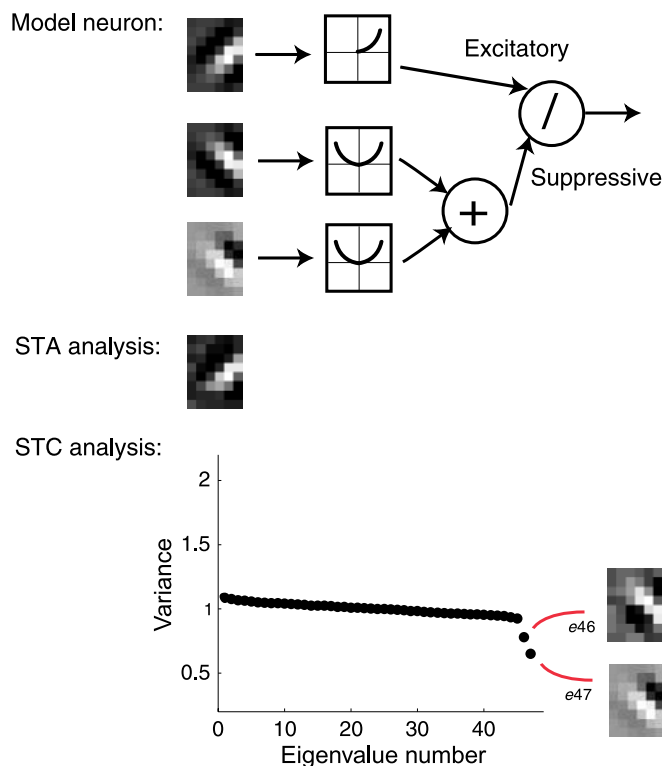 Model neuron:
Excitatory
/
Suppressive
+
STA analysis:
STC analysis:
2
1.5
1
0.5
Variance
0
10
20
30
40
Eigenvalue number
e46
e47